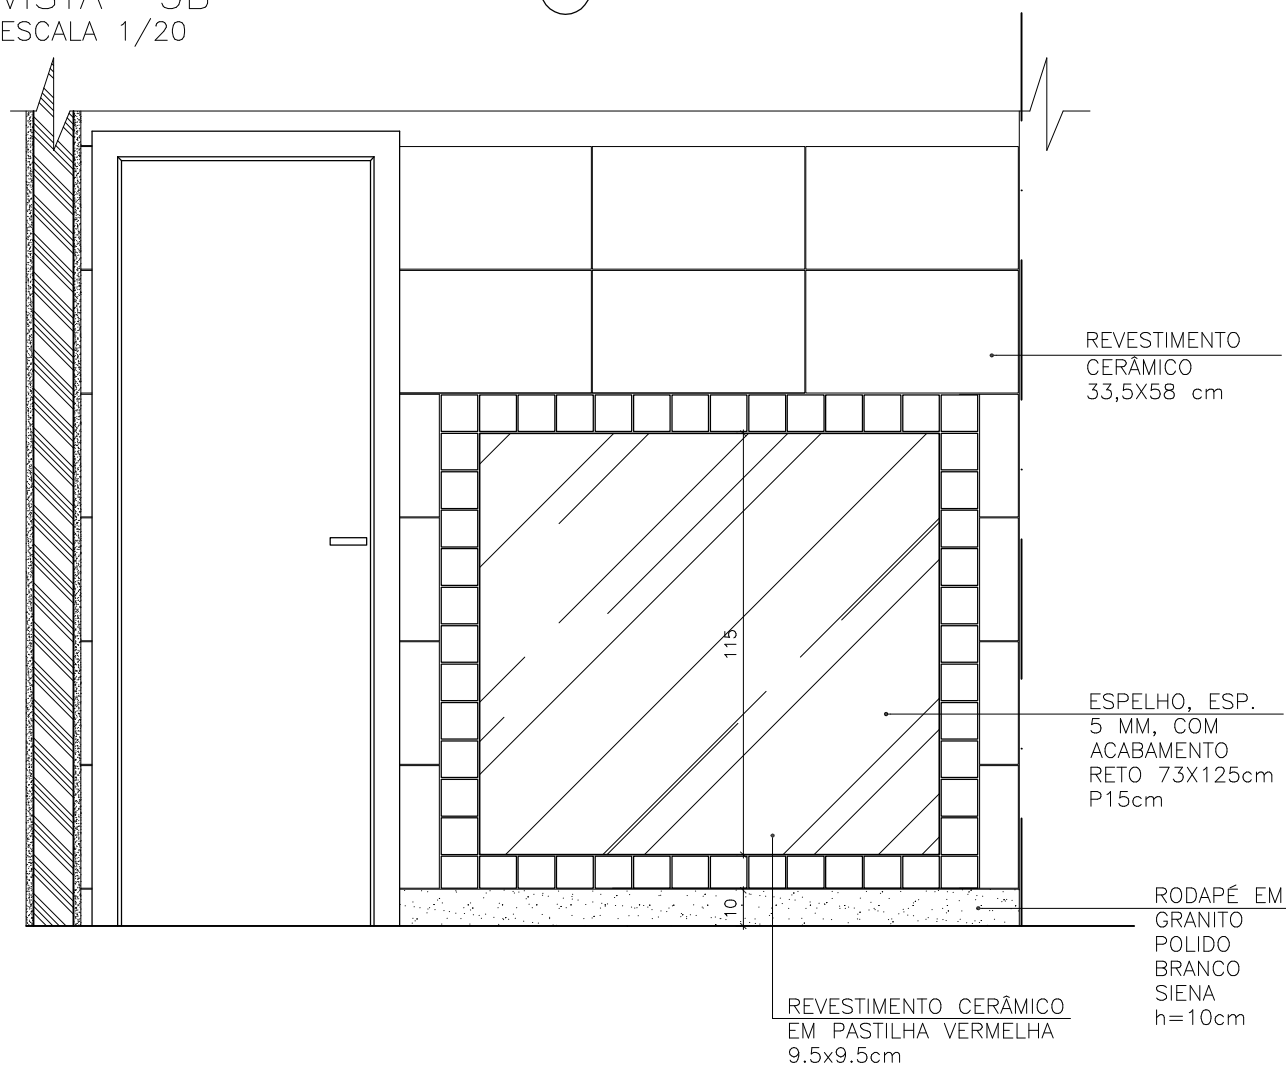 ESCALA 1/20
REVESTIMENTO
CERÂMICO
33,5X58 cm
115
ESPELHO, ESP.
5 MM, COM
ACABAMENTO
RETO 73X125cm
P15cm
10
RODAPÉ EM
GRANITO
POLIDO
BRANCO
SIENA
h=10cm
REVESTIMENTO CERÂMICO
EM PASTILHA VERMELHA
9.5x9.5cm